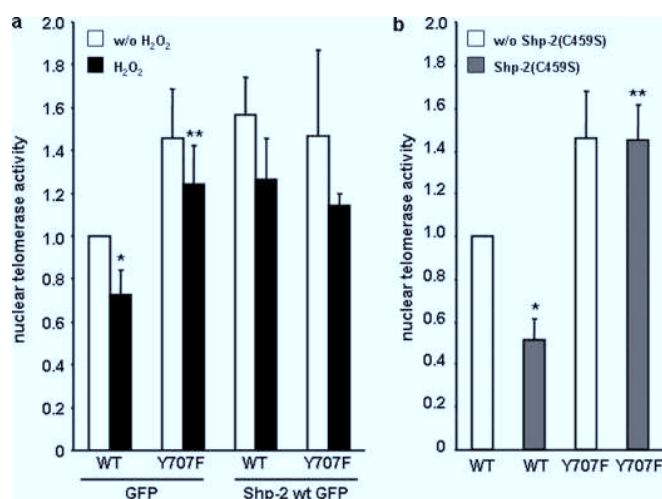 a
w/o H₂O₂
H₂O₂
nuclear telomerase activity
2.0
1.8
1.6
1.4
1.2
1.0
0.8
0.6
0.4
0.2
0
*
**
WT Y707F WT Y707F
GFP Shp-2 wt GFP
b
w/o Shp-2(C459S)
Shp-2(C459S)
nuclear telomerase activity
2.0
1.8
1.6
1.4
1.2
1.0
0.8
0.6
0.4
0.2
0
*
**
WT WT Y707F Y707F